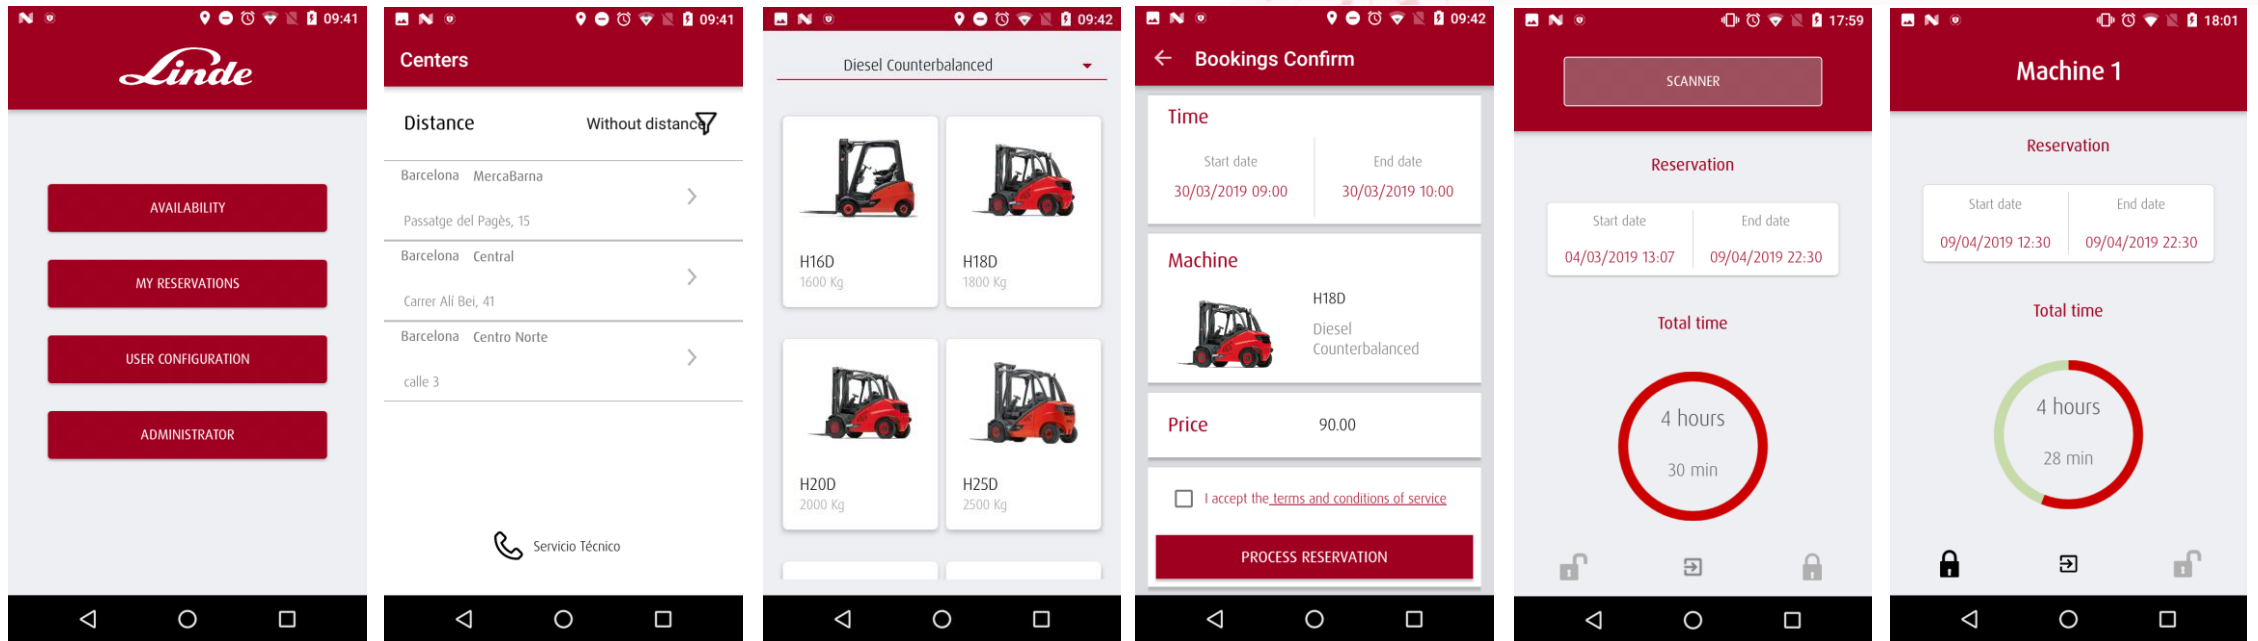 09:41
Linde
AVAILABILITY
MY RESERVATIONS
USER CONFIGURATION
ADMINISTRATOR
09:41
Centers
Distance Without distance
Barcelona MercaBarna
Passatge del Pagès, 15
Barcelona Central
Carrer Alí Bei, 41
Barcelona Centro Norte
calle 3
Servicio Técnico
09:42
Diesel Counterbalanced
H16D H18D
1600 Kg 1800 Kg
H20D H25D
2000 Kg 2500 Kg
09:42
Bookings Confirm
Time
Start date End date
30/03/2019 09:00 30/03/2019 10:00
Machine
H18D
Diesel
Counterbalanced
Price 90.00
I accept the terms and conditions of service
PROCESS RESERVATION
17:59
SCANNER
Reservation
Start date End date
04/03/2019 13:07 09/04/2019 22:30
Total time
4 hours
30 min
18:01
Machine 1
Reservation
Start date End date
09/04/2019 12:30 09/04/2019 22:30
Total time
4 hours
28 min